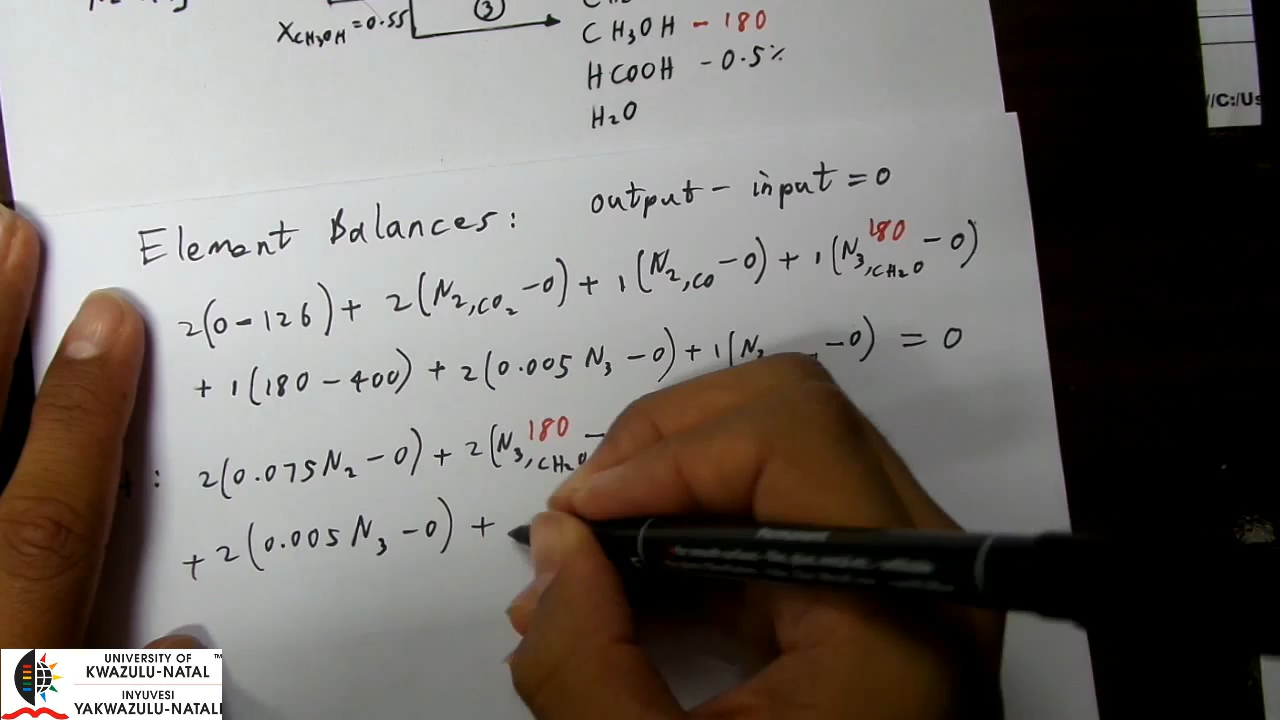 X_CH₃OH = 0.55
③
CH₃OH - 180
HCOOH - 0.5%
H₂O
//C:/Us
Element Balances: output - input = 0
2(0-126) + 2(N₂,CO₂ - 0) + 1(N₂,CO - 0) + 1(N₃,CH₂O 180 - 0)
+ 1(180 - 400) + 2(0.005 N₃ - 0) + 1(N₃ - 0) = 0
: 2(0.075 N₂ - 0) + 2(N₃,CH₂O 180 -
+ 2(0.005 N₃ - 0) +
Permanent
UNIVERSITY OF ™
KWAZULU-NATAL
INYUVESI
YAKWAZULU-NATALI